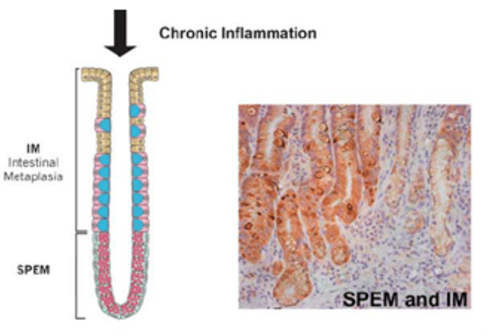 Chronic Inflammation
IM
Intestinal
Metaplasia
SPEM
SPEM and IM